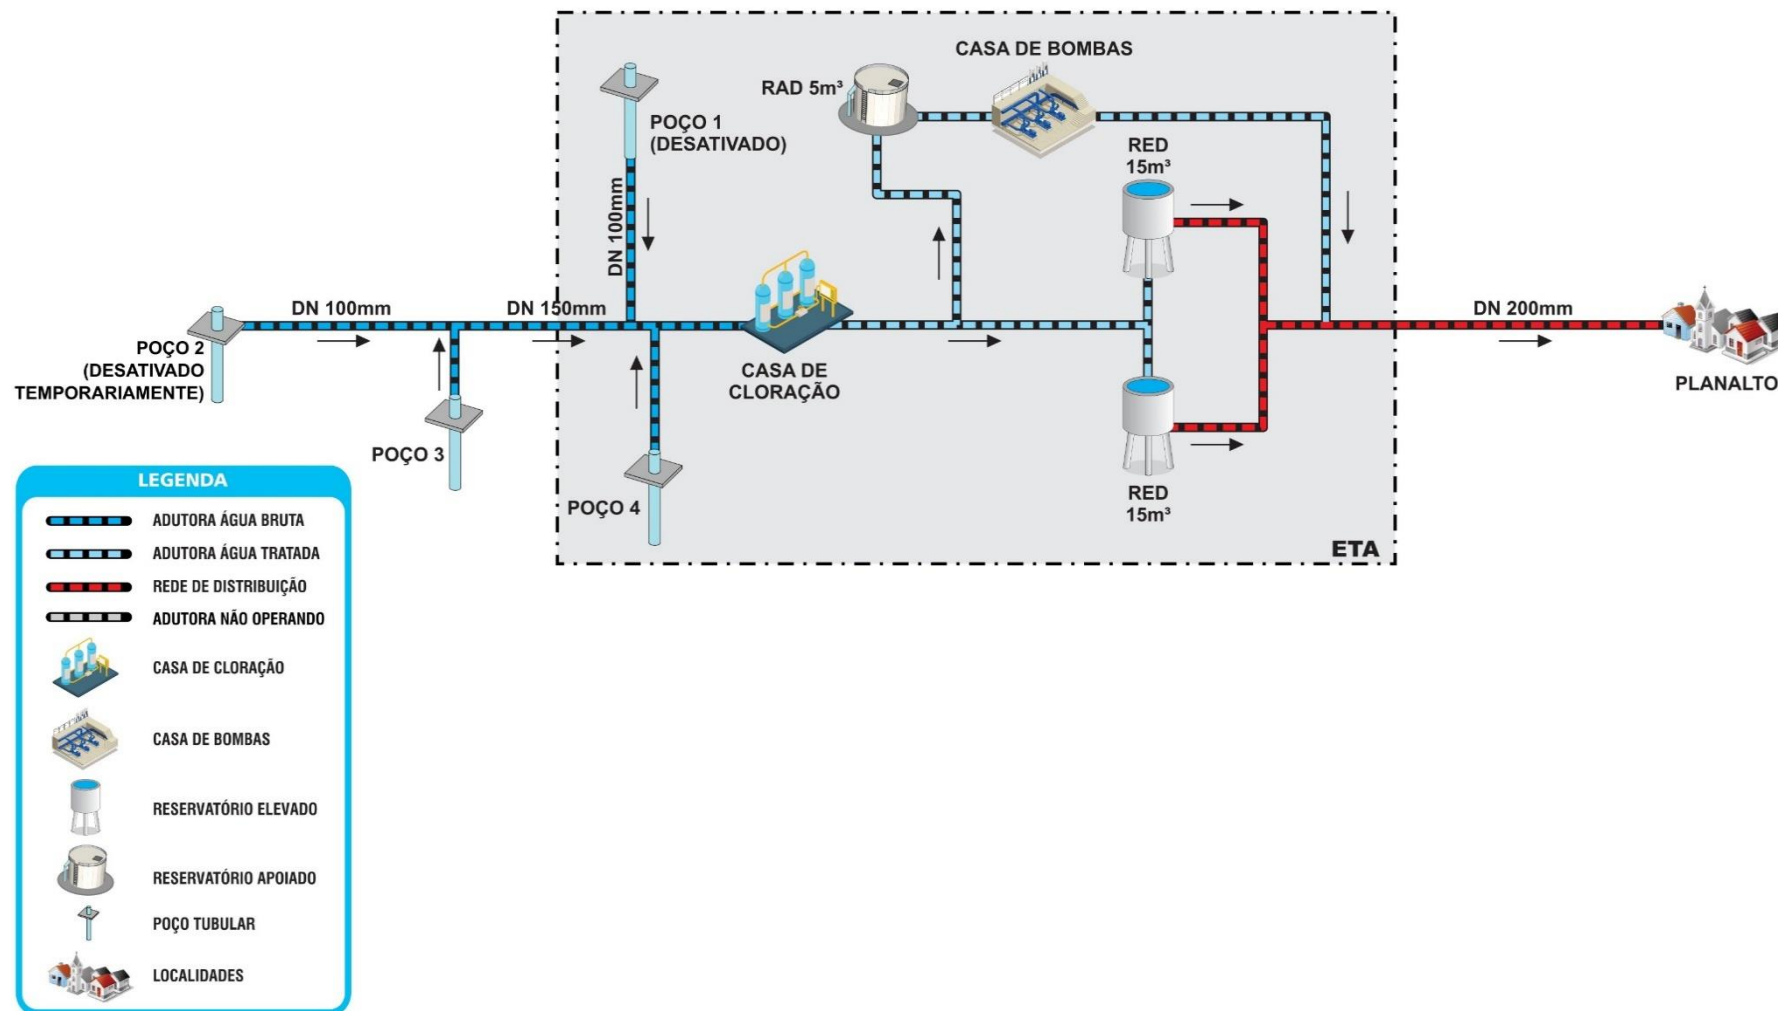 CASA DE BOMBAS
RAD 5m³
POÇO 1
(DESATIVADO)
RED
15m³
DN 100mm
DN 100mm
DN 150mm
DN 200mm
POÇO 2
(DESATIVADO
TEMPORARIAMENTE)
CASA DE
CLORAÇÃO
PLANALTO
POÇO 3
POÇO 4
RED
15m³
ETA
LEGENDA
ADUTORA ÁGUA BRUTA
ADUTORA ÁGUA TRATADA
REDE DE DISTRIBUIÇÃO
ADUTORA NÃO OPERANDO
CASA DE CLORAÇÃO
CASA DE BOMBAS
RESERVATÓRIO ELEVADO
RESERVATÓRIO APOIADO
POÇO TUBULAR
LOCALIDADES